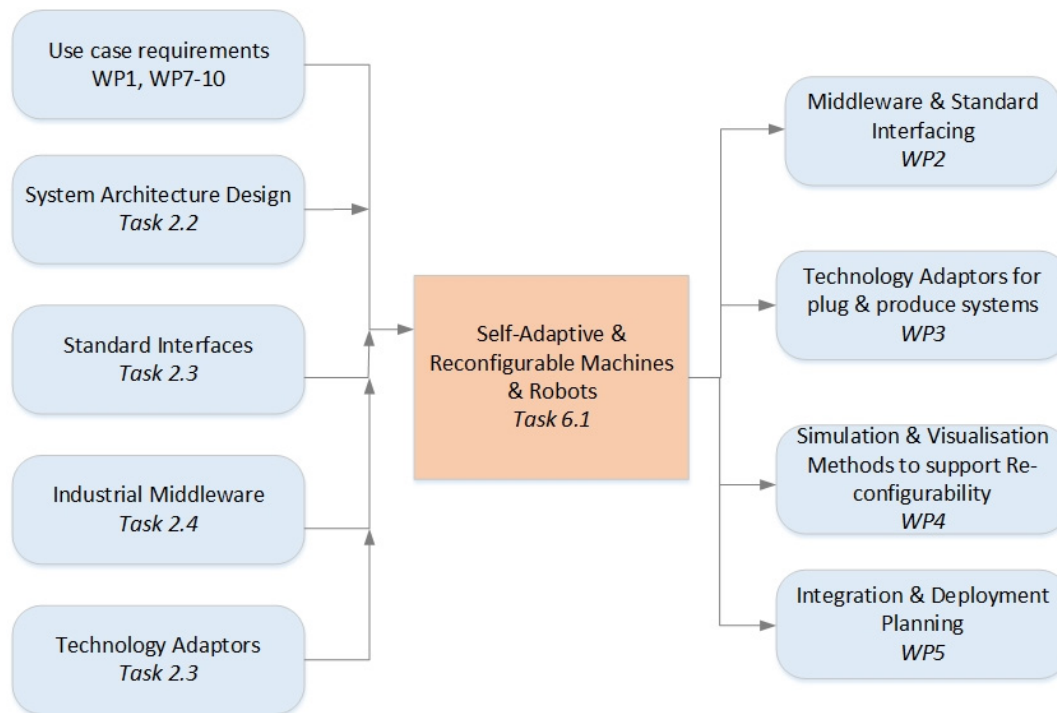 Use case requirements
WP1, WP7-10
System Architecture Design
Task 2.2
Standard Interfaces
Task 2.3
Industrial Middleware
Task 2.4
Technology Adaptors
Task 2.3
Self-Adaptive &
Reconfigurable Machines
& Robots
Task 6.1
Middleware & Standard
Interfacing
WP2
Technology Adaptors for
plug & produce systems
WP3
Simulation & Visualisation
Methods to support Re-
configurability
WP4
Integration & Deployment
Planning
WP5